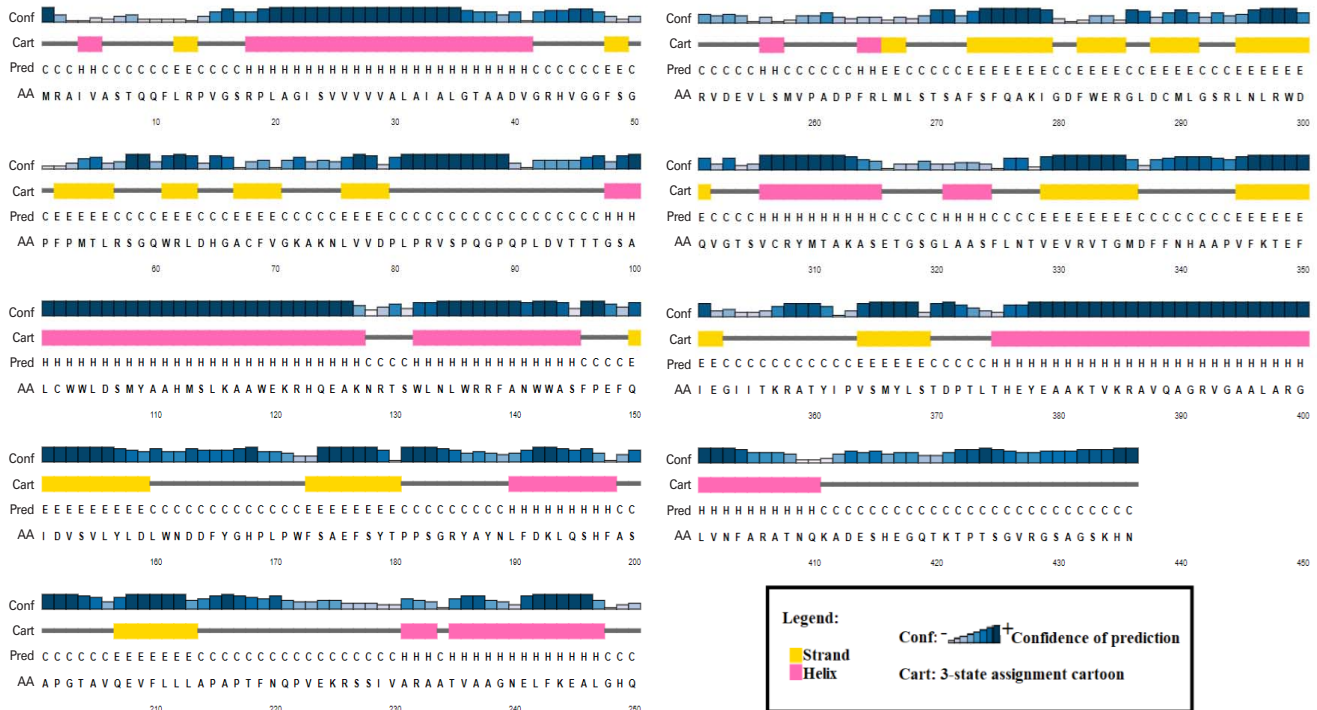 Conf
Cart
Pred C C C H H C C C C C C E E C C C C H H H H H H H H H H H H H H H H H H H H H H H H C C C C C C E E C
AA M R A I V A S T Q Q F L R P V G S R P L A G I S V V V V V A L A I A L G T A A D V G R H V G G F S G
10 20 30 40 50
Conf
Cart
Pred C E E E E E C C C C E E E C C C E E E E C C C C C E E E E C C C C C C C C C C C C C C C C C C H H H
AA P F P M T L R S G Q W R L D H G A C F V G K A K N L V V D P L P R V S P Q G P Q P L D V T T T G S A
60 70 80 90 100
Conf
Cart
Pred H H H H H H H H H H H H H H H H H H H H H H H H H H H C C C C H H H H H H H H H H H H H H C C C C E
AA L C W W L D S M Y A A H M S L K A A W E K R H Q E A K N R T S W L N L W R R F A N W W A S F P E F Q
110 120 130 140 150
Conf
Cart
Pred E E E E E E E E E C C C C C C C C C C C C C E E E E E E E E C C C C C C C C C H H H H H H H H H C C
AA I D V S V L Y L D L W N D D F Y G H P L P W F S A E F S Y T P P S G R Y A Y N L F D K L Q S H F A S
160 170 180 190 200
Conf
Cart
Pred C C C C C C E E E E E E E C C C C C C C C C C C C C C C C C H H H C H H H H H H H H H H H H H C C C
AA A P G T A V Q E V F L L L A P A P T F N Q P V E K R S S I V A R A A T V A A G N E L F K E A L G H Q
210 220 230 240 250
Conf
Cart
Pred C C C C C H H C C C C C C H H E E C C C C C E E E E E E E C C E E E E C C E E E E C C C E E E E E E
AA R V D E V L S M V P A D P F R L M L S T S A F S F Q A K I G D F W E R G L D C M L G S R L N L R W D
260 270 280 290 300
Conf
Cart
Pred E C C C C H H H H H H H H H H C C C C C H H H H C C C C E E E E E E E E C C C C C C C C E E E E E E
AA Q V G T S V C R Y M T A K A S E T G S G L A A S F L N T V E V R V T G M D F F N H A A P V F K T E F
310 320 330 340 350
Conf
Cart
Pred E E C C C C C C C C C C C E E E E E E C C C C C H H H H H H H H H H H H H H H H H H H H H H H H H H
AA I E G I I T K R A T Y I P V S M Y L S T D P T L T H E Y E A A K T V K R A V Q A G R V G A A L A R G
360 370 380 390 400
Conf
Cart
Pred H H H H H H H H H H C C C C C C C C C C C C C C C C C C C C C C C C C C
AA L V N F A R A T N Q K A D E S H E G Q T K T P T S G V R G S A G S K H N
410 420 430 440 450
Legend:
Conf: - + Confidence of prediction
Strand
Helix
Cart: 3-state assignment cartoon